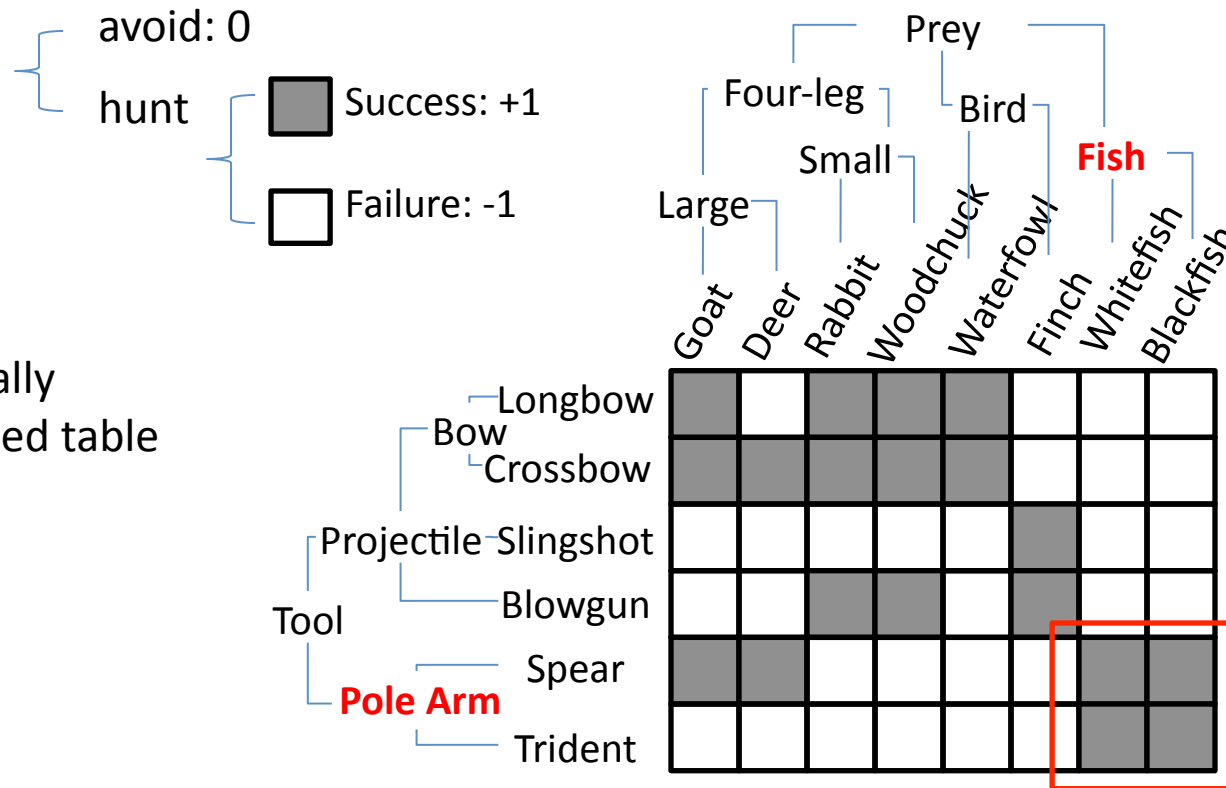 avoid: 0
hunt
Success: +1
Failure: -1
Prey
Four-leg
Bird
Small
Fish
Large
Goat
Deer
Rabbit
Woodchuck
Waterfowl
Finch
Whitefish
Blackfish
ally
ed table
Longbow
Bow
Crossbow
Projectile
Slingshot
Blowgun
Tool
Spear
Pole Arm
Trident